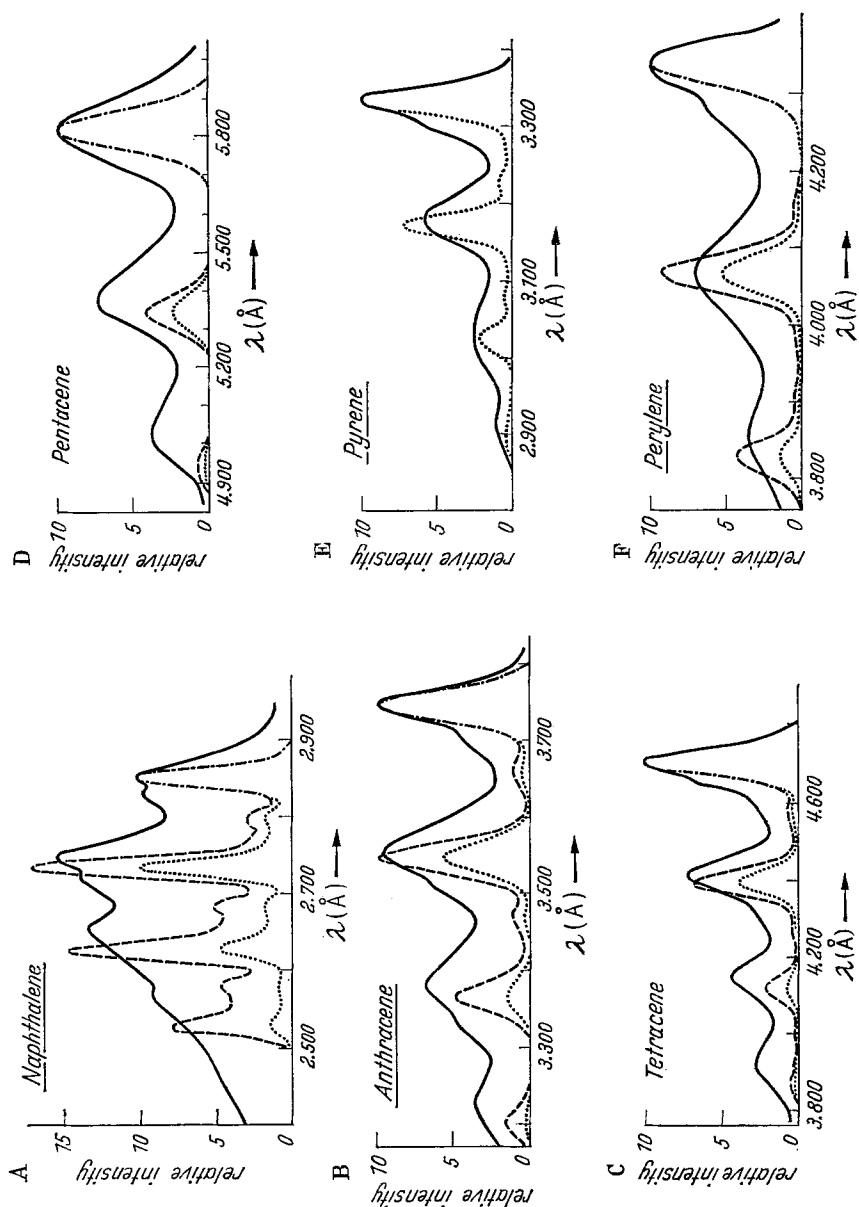 A
Naphthalene
relative intensity
15
10
5
0
2.500
2.700
2.900
λ(Å)
B
Anthracene
relative intensity
10
5
0
3.300
3.500
3.700
λ(Å)
C
Tetracene
relative intensity
10
5
0
3.800
4.200
4.600
λ(Å)
D
Pentacene
relative intensity
10
5
0
4.900
5.200
5.500
5.800
λ(Å)
E
Pyrene
relative intensity
10
5
0
2.900
3.100
3.300
λ(Å)
F
Perylene
relative intensity
10
5
0
3.800
4.000
4.200
λ(Å)